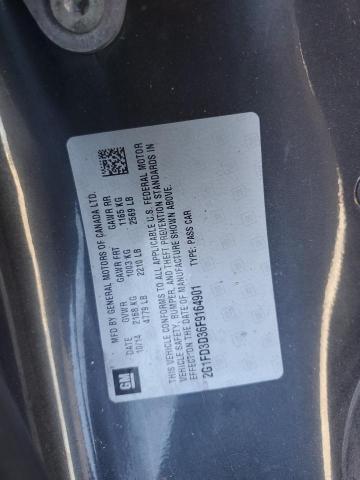 GM
MFD BY GENERAL MOTORS OF CANADA LTD.
DATE GVWR GAWR FRT GAWR RR
10/14 2168 KG 1003 KG 1165 KG
4779 LB 2210 LB 2569 LB
THIS VEHICLE CONFORMS TO ALL APPLICABLE U.S. FEDERAL MOTOR
VEHICLE SAFETY, BUMPER, AND THEFT PREVENTION STANDARDS IN
EFFECT ON THE DATE OF MANUFACTURE SHOWN ABOVE.
2G1FD3D36F9164901 TYPE: PASS CAR